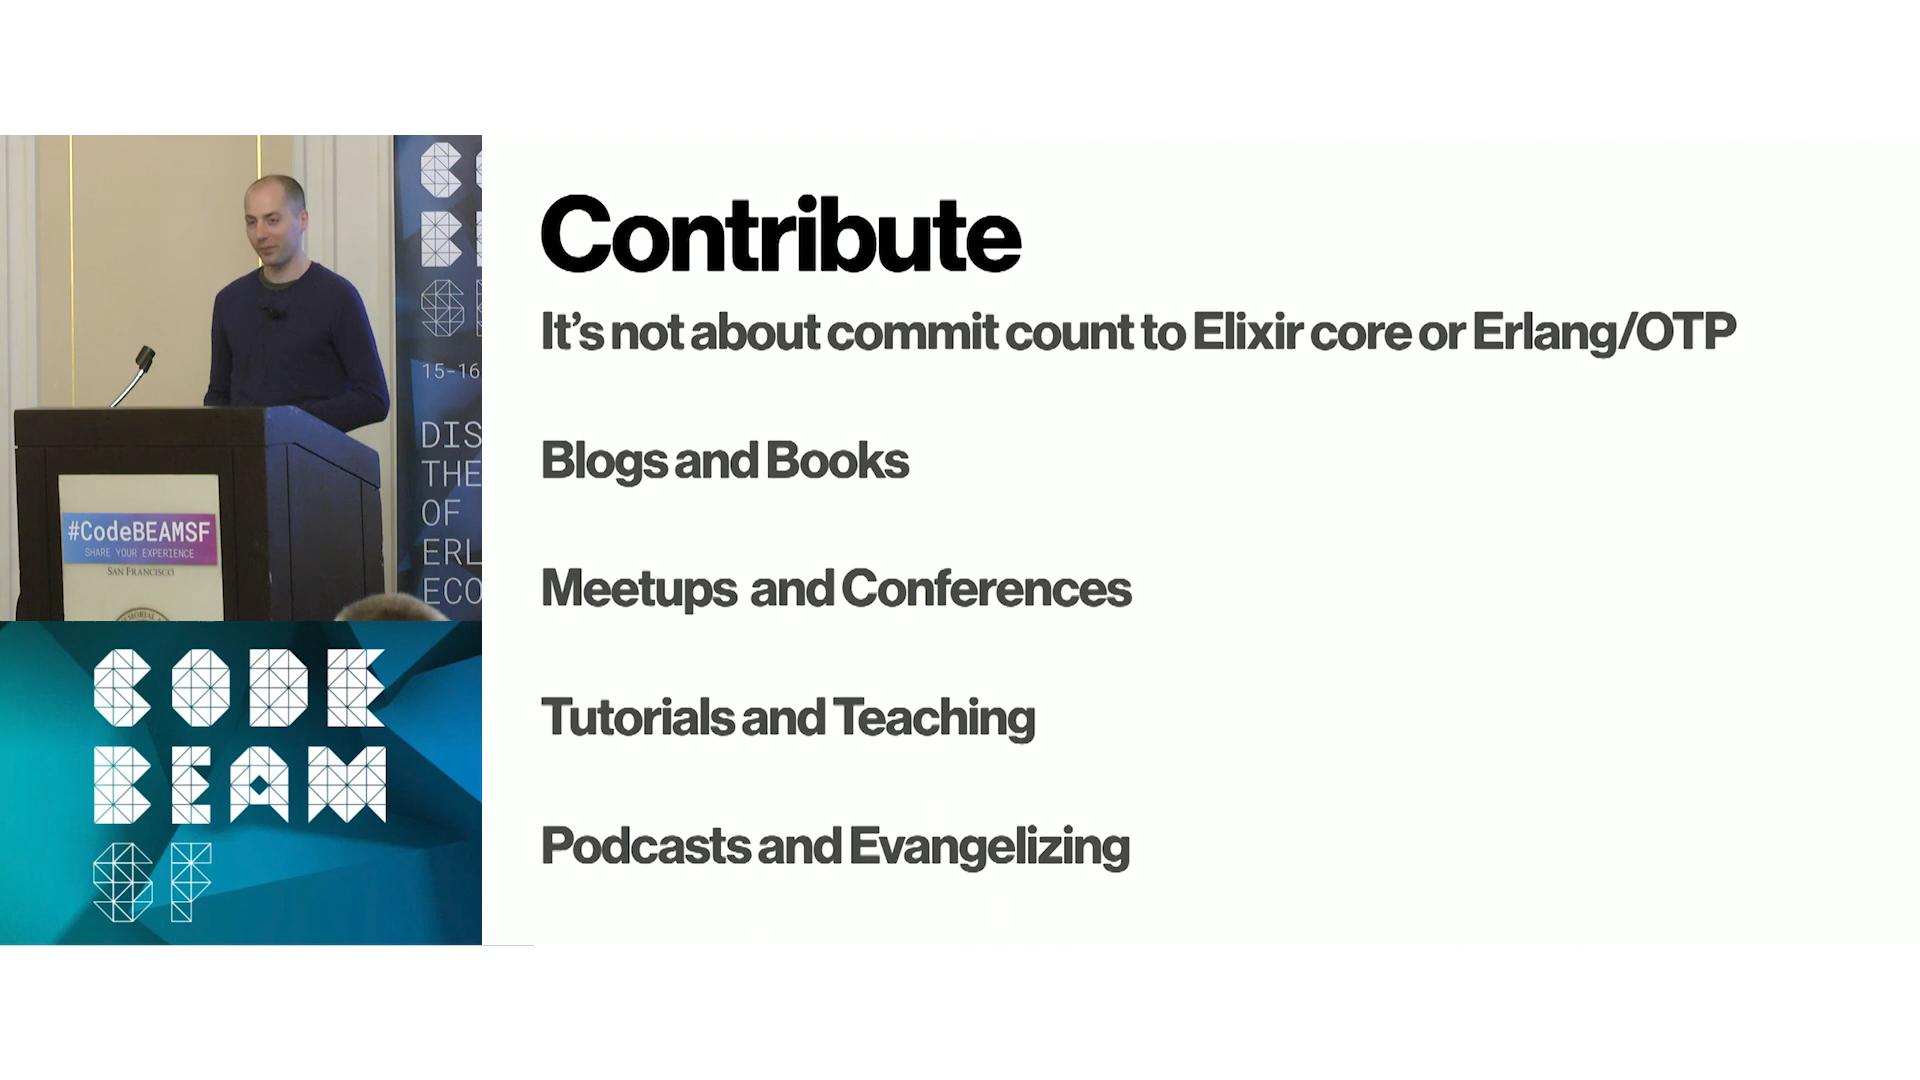 Contribute
It's not about commit count to Elixir core or Erlang/OTP
Blogs and Books
Meetups and Conferences
Tutorials and Teaching
Podcasts and Evangelizing
15-16
DIS
THE
OF
ERL
ECO
#CodeBEAMSF
SHARE YOUR EXPERIENCE
SAN FRANCISCO
CODE
BEAM
SF